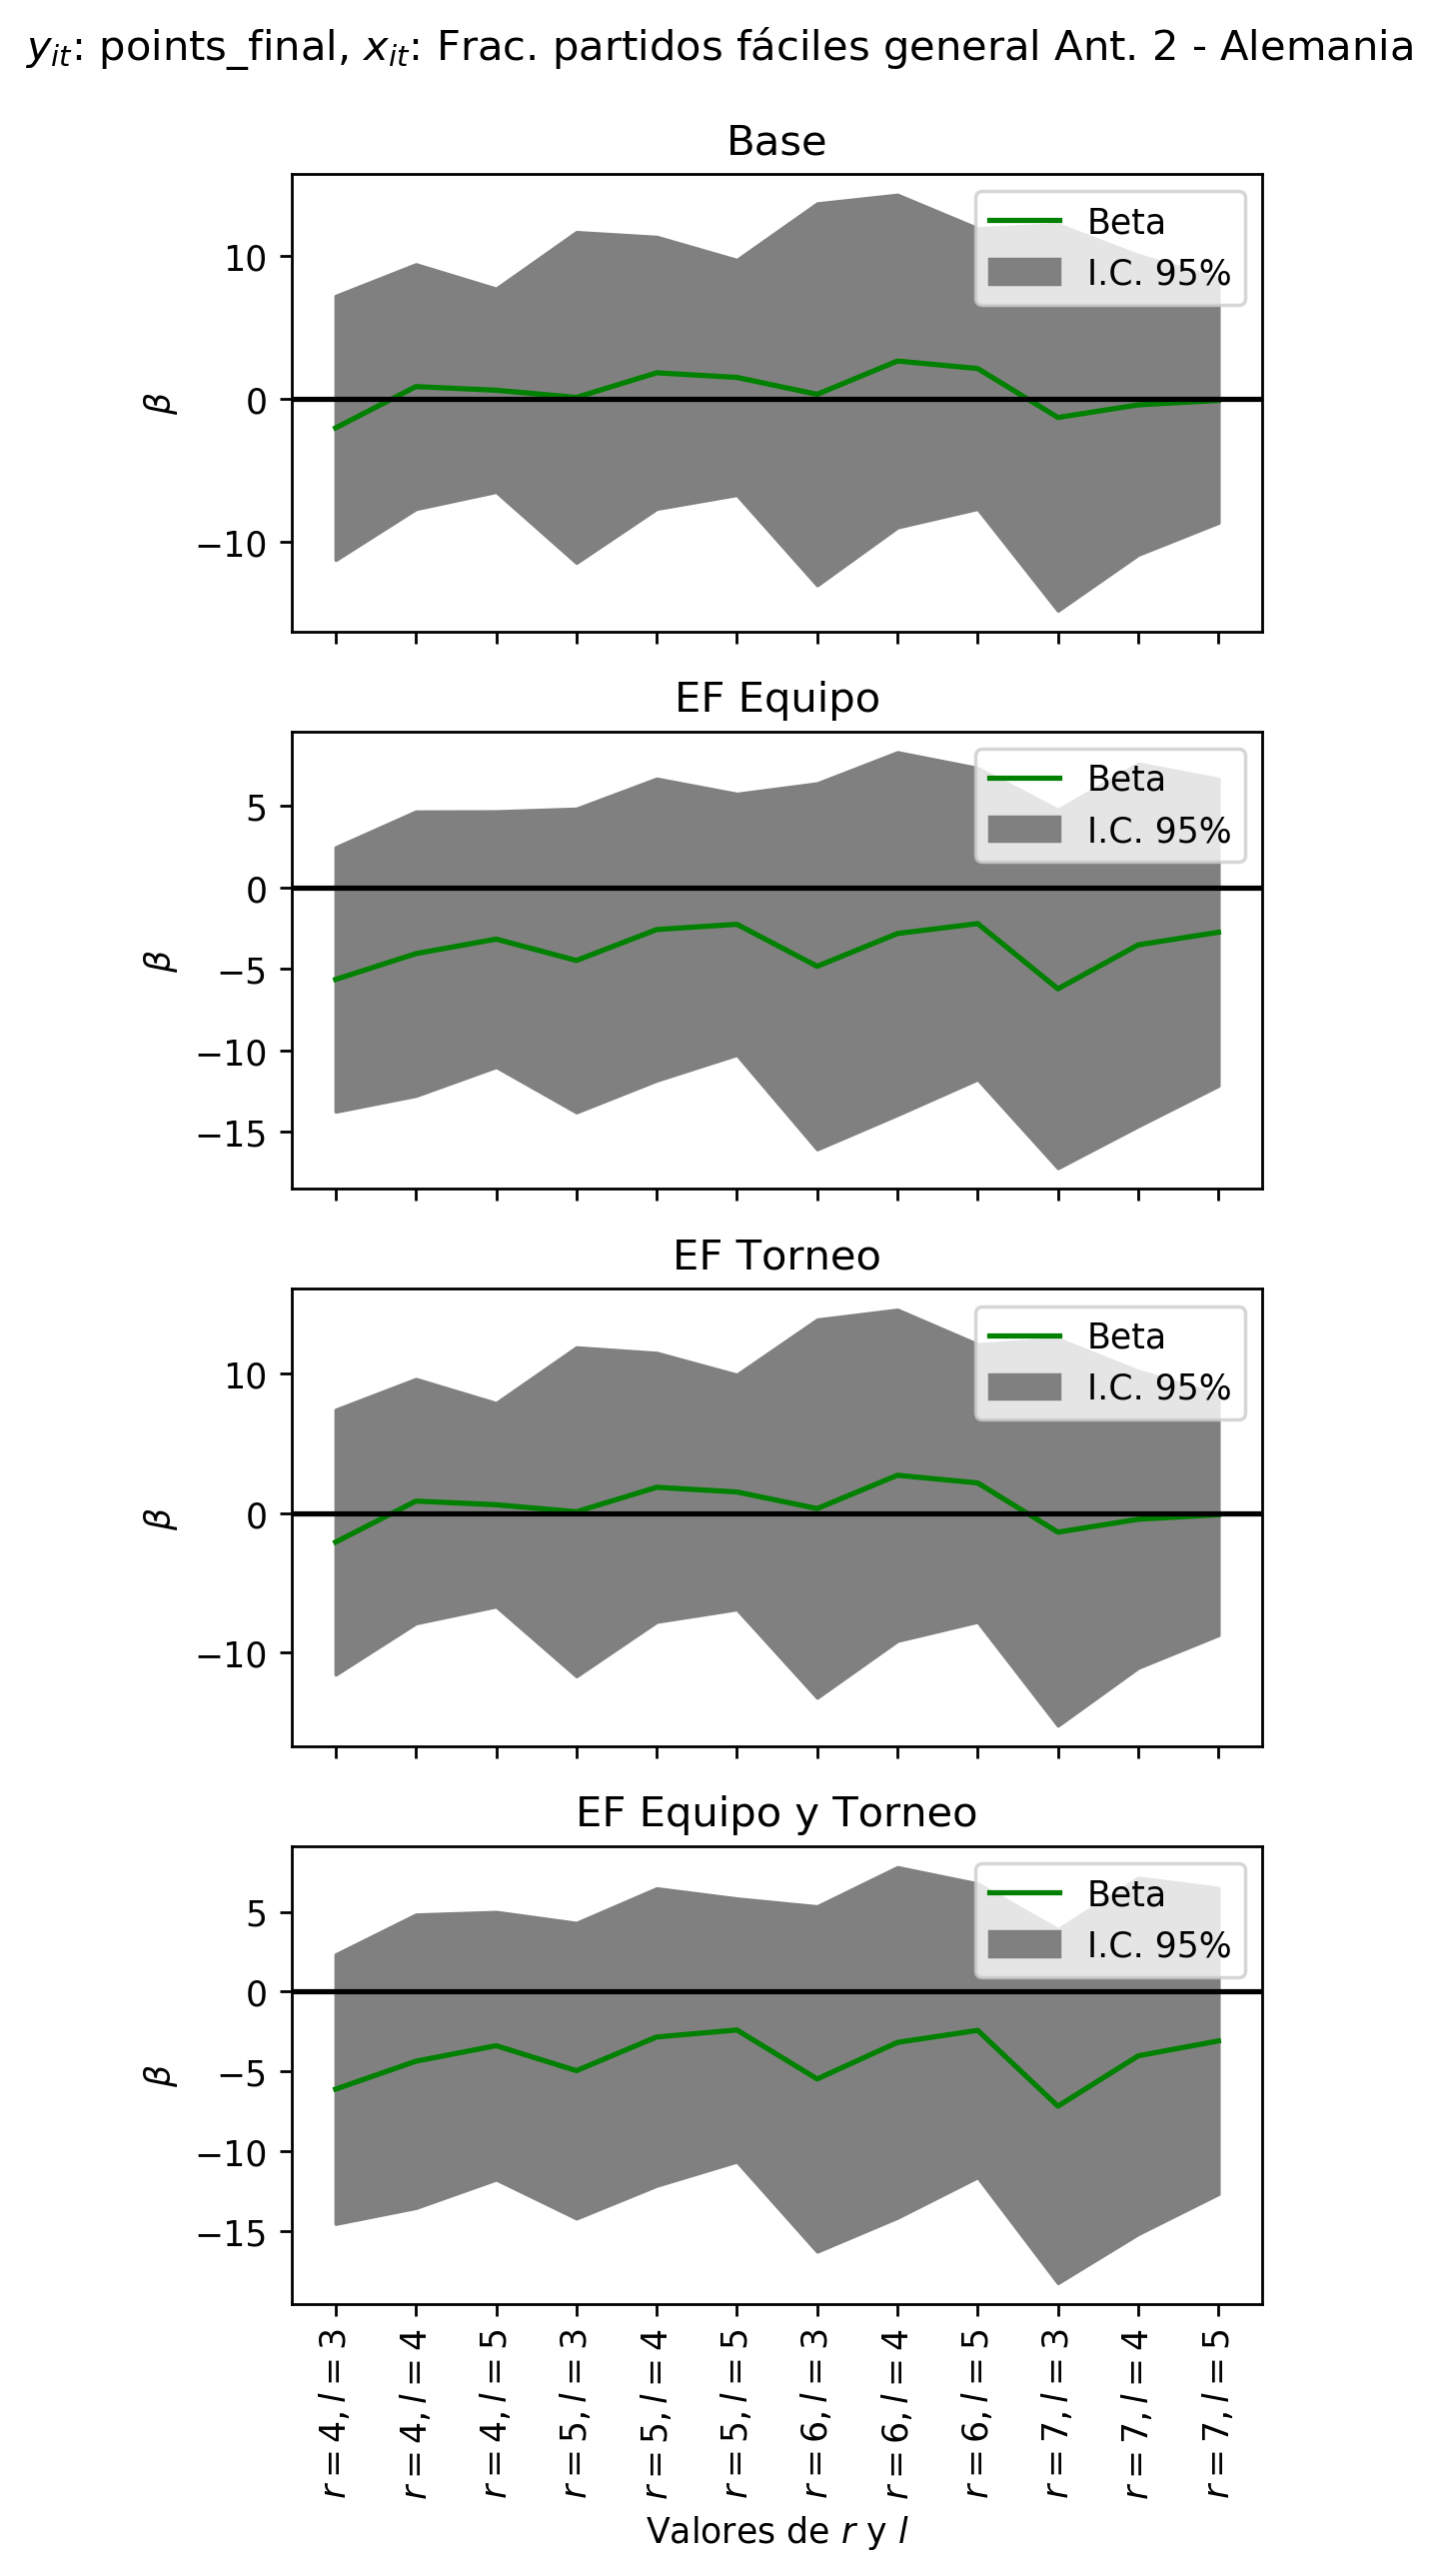 y_it: points_final, x_it: Frac. partidos fáciles general Ant. 2 - Alemania
Base
Beta
I.C. 95%
10
0
−10
β
EF Equipo
Beta
I.C. 95%
5
0
−5
−10
−15
β
EF Torneo
Beta
I.C. 95%
10
0
−10
β
EF Equipo y Torneo
Beta
I.C. 95%
5
0
−5
−10
−15
β
r = 4, l = 3
r = 4, l = 4
r = 4, l = 5
r = 5, l = 3
r = 5, l = 4
r = 5, l = 5
r = 6, l = 3
r = 6, l = 4
r = 6, l = 5
r = 7, l = 3
r = 7, l = 4
r = 7, l = 5
Valores de r y l